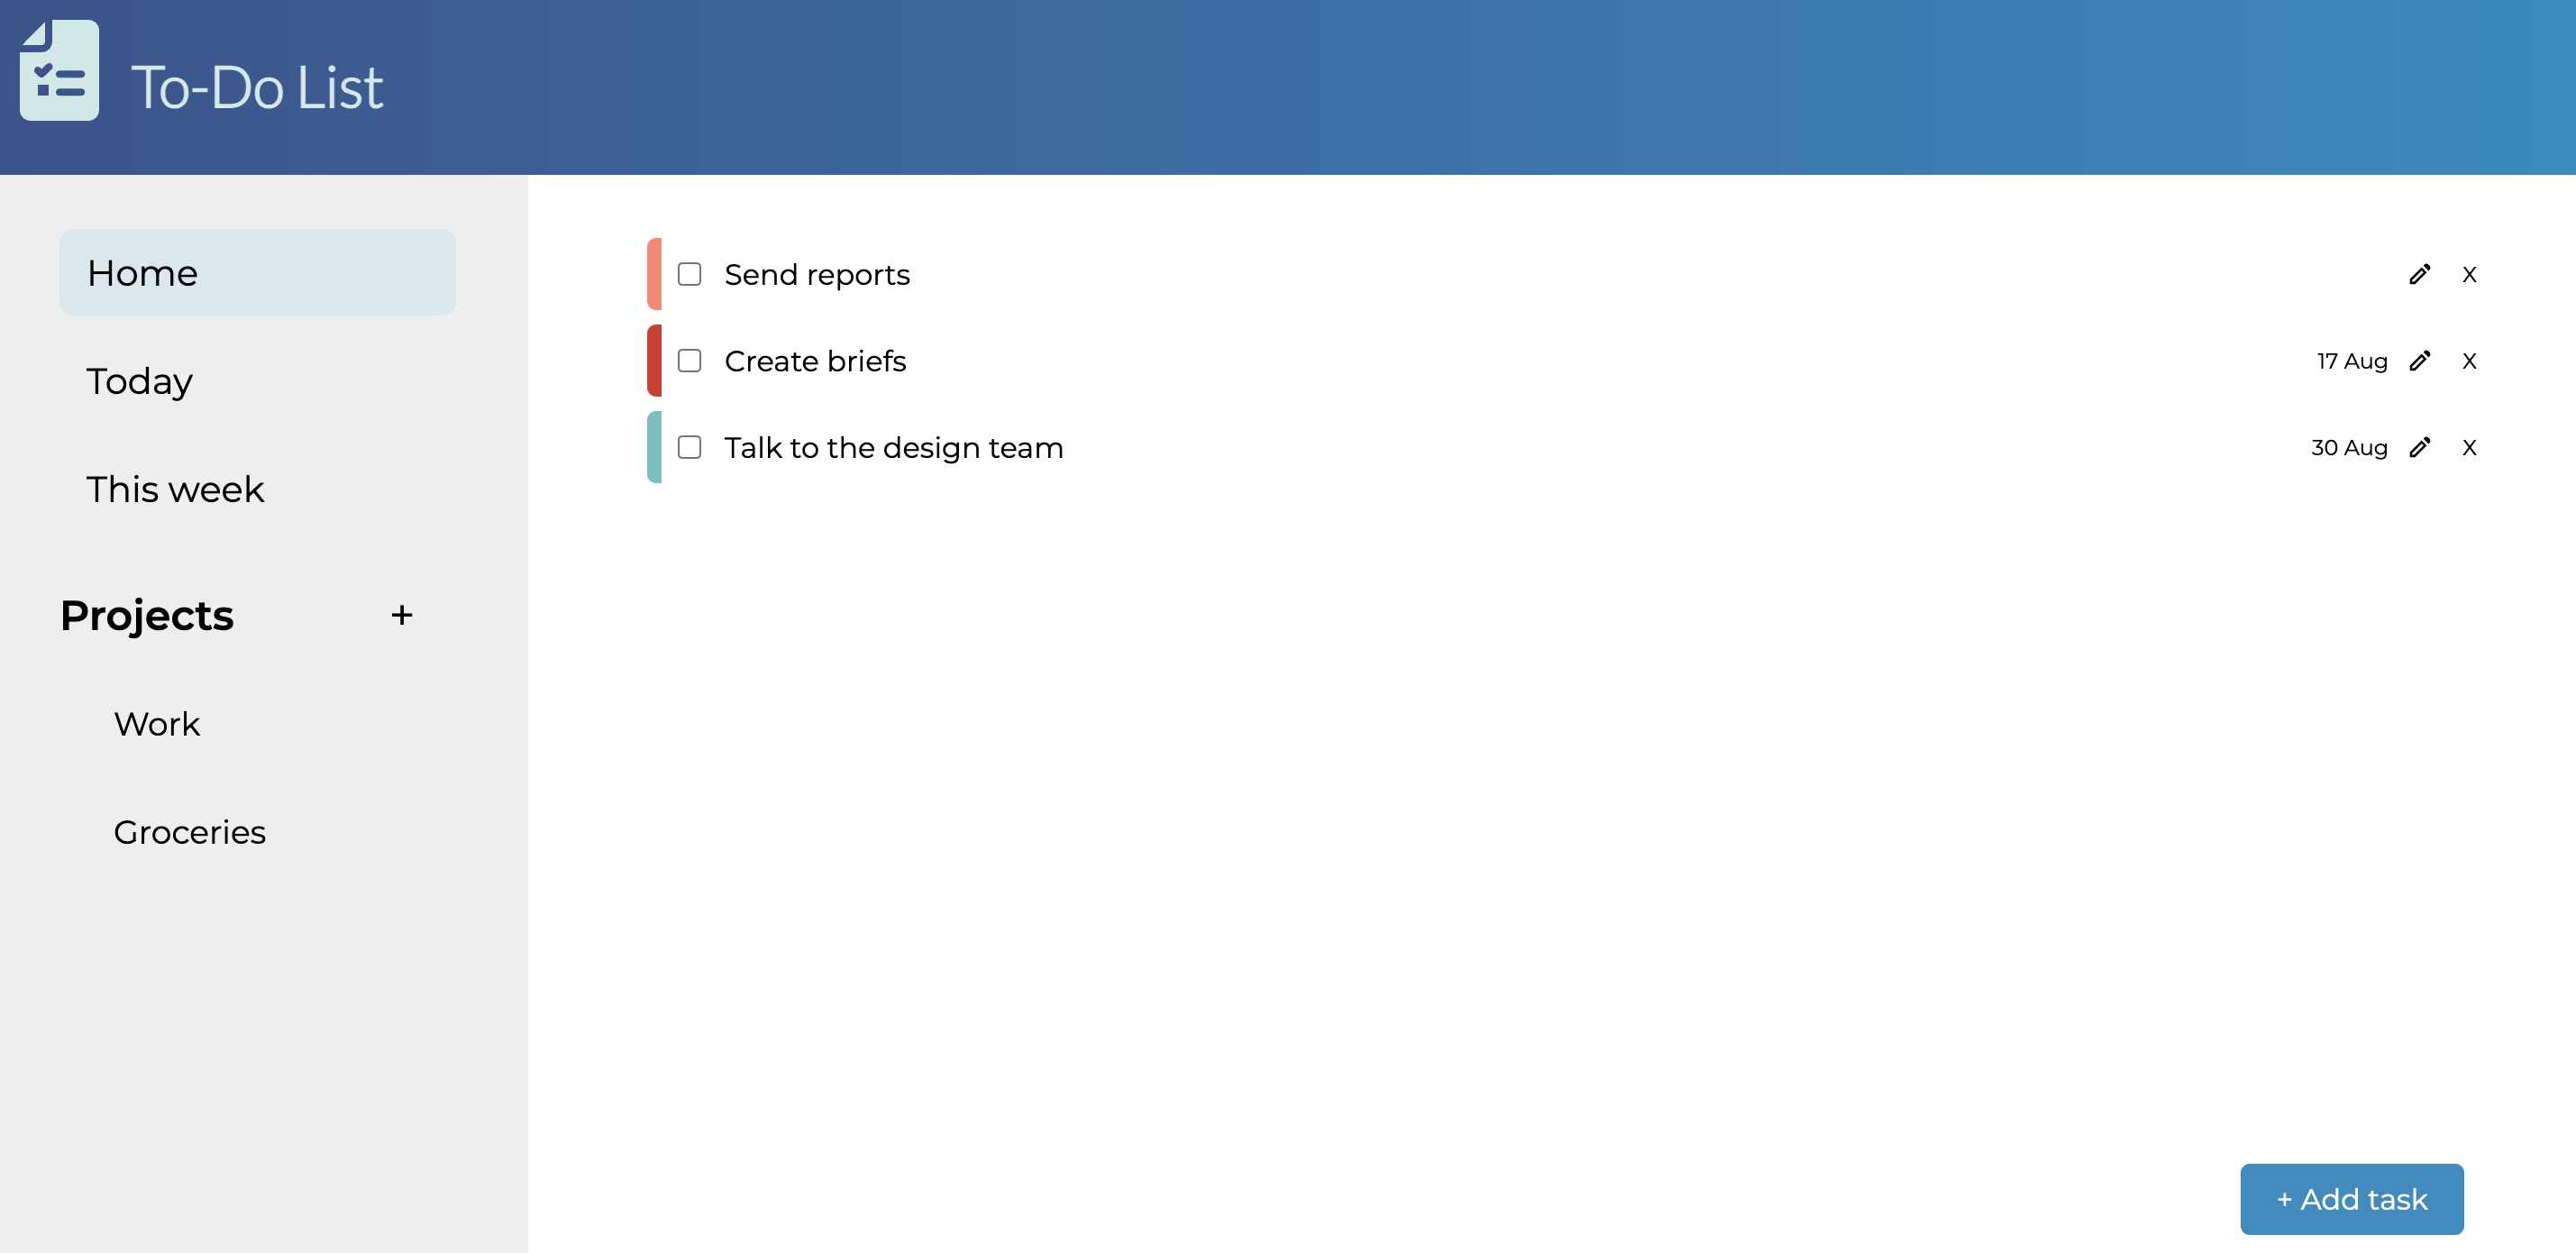 To-Do List
Home
Today
This week
Projects +
Work
Groceries
Send reports X
Create briefs 17 Aug X
Talk to the design team 30 Aug X
+ Add task